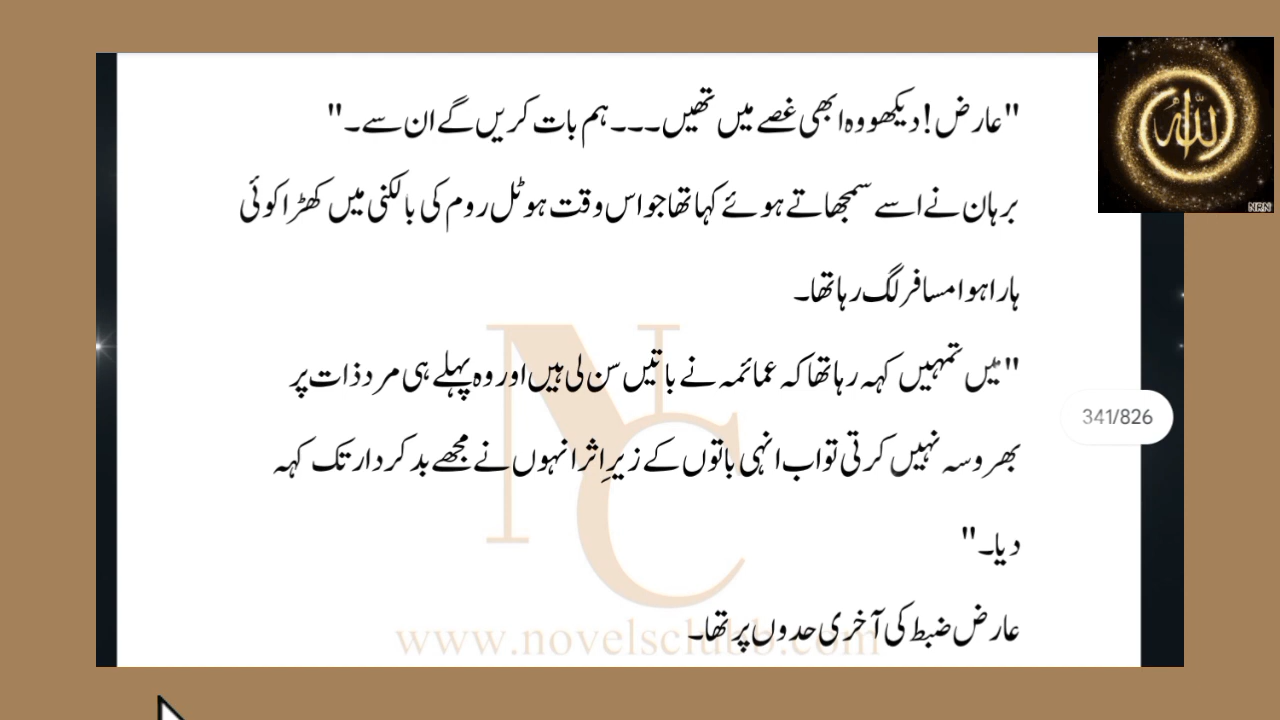 "عارض! دیکھو وہ ابھی غصے میں تھیں۔۔۔ ہم بات کریں گے ان سے۔"
برہان نے اسے سمجھاتے ہوئے کہا تھا جو اس وقت ہوٹل روم کی بالکنی میں کھڑا کوئی
ہارا ہوا مسافر لگ رہا تھا۔
"میں تمہیں کہہ رہا تھا کہ عمائمہ نے باتیں سن لی ہیں اور وہ پہلے ہی مرد ذات پر
341/826
بھروسہ نہیں کرتی تو اب انہی باتوں کے زیرِ اثر انہوں نے مجھے بد کردار تک کہہ
دیا۔"
عارض ضبط کی آخری حدوں پر تھا۔
NC
www.novelsclubb.com
اللہ
NRN